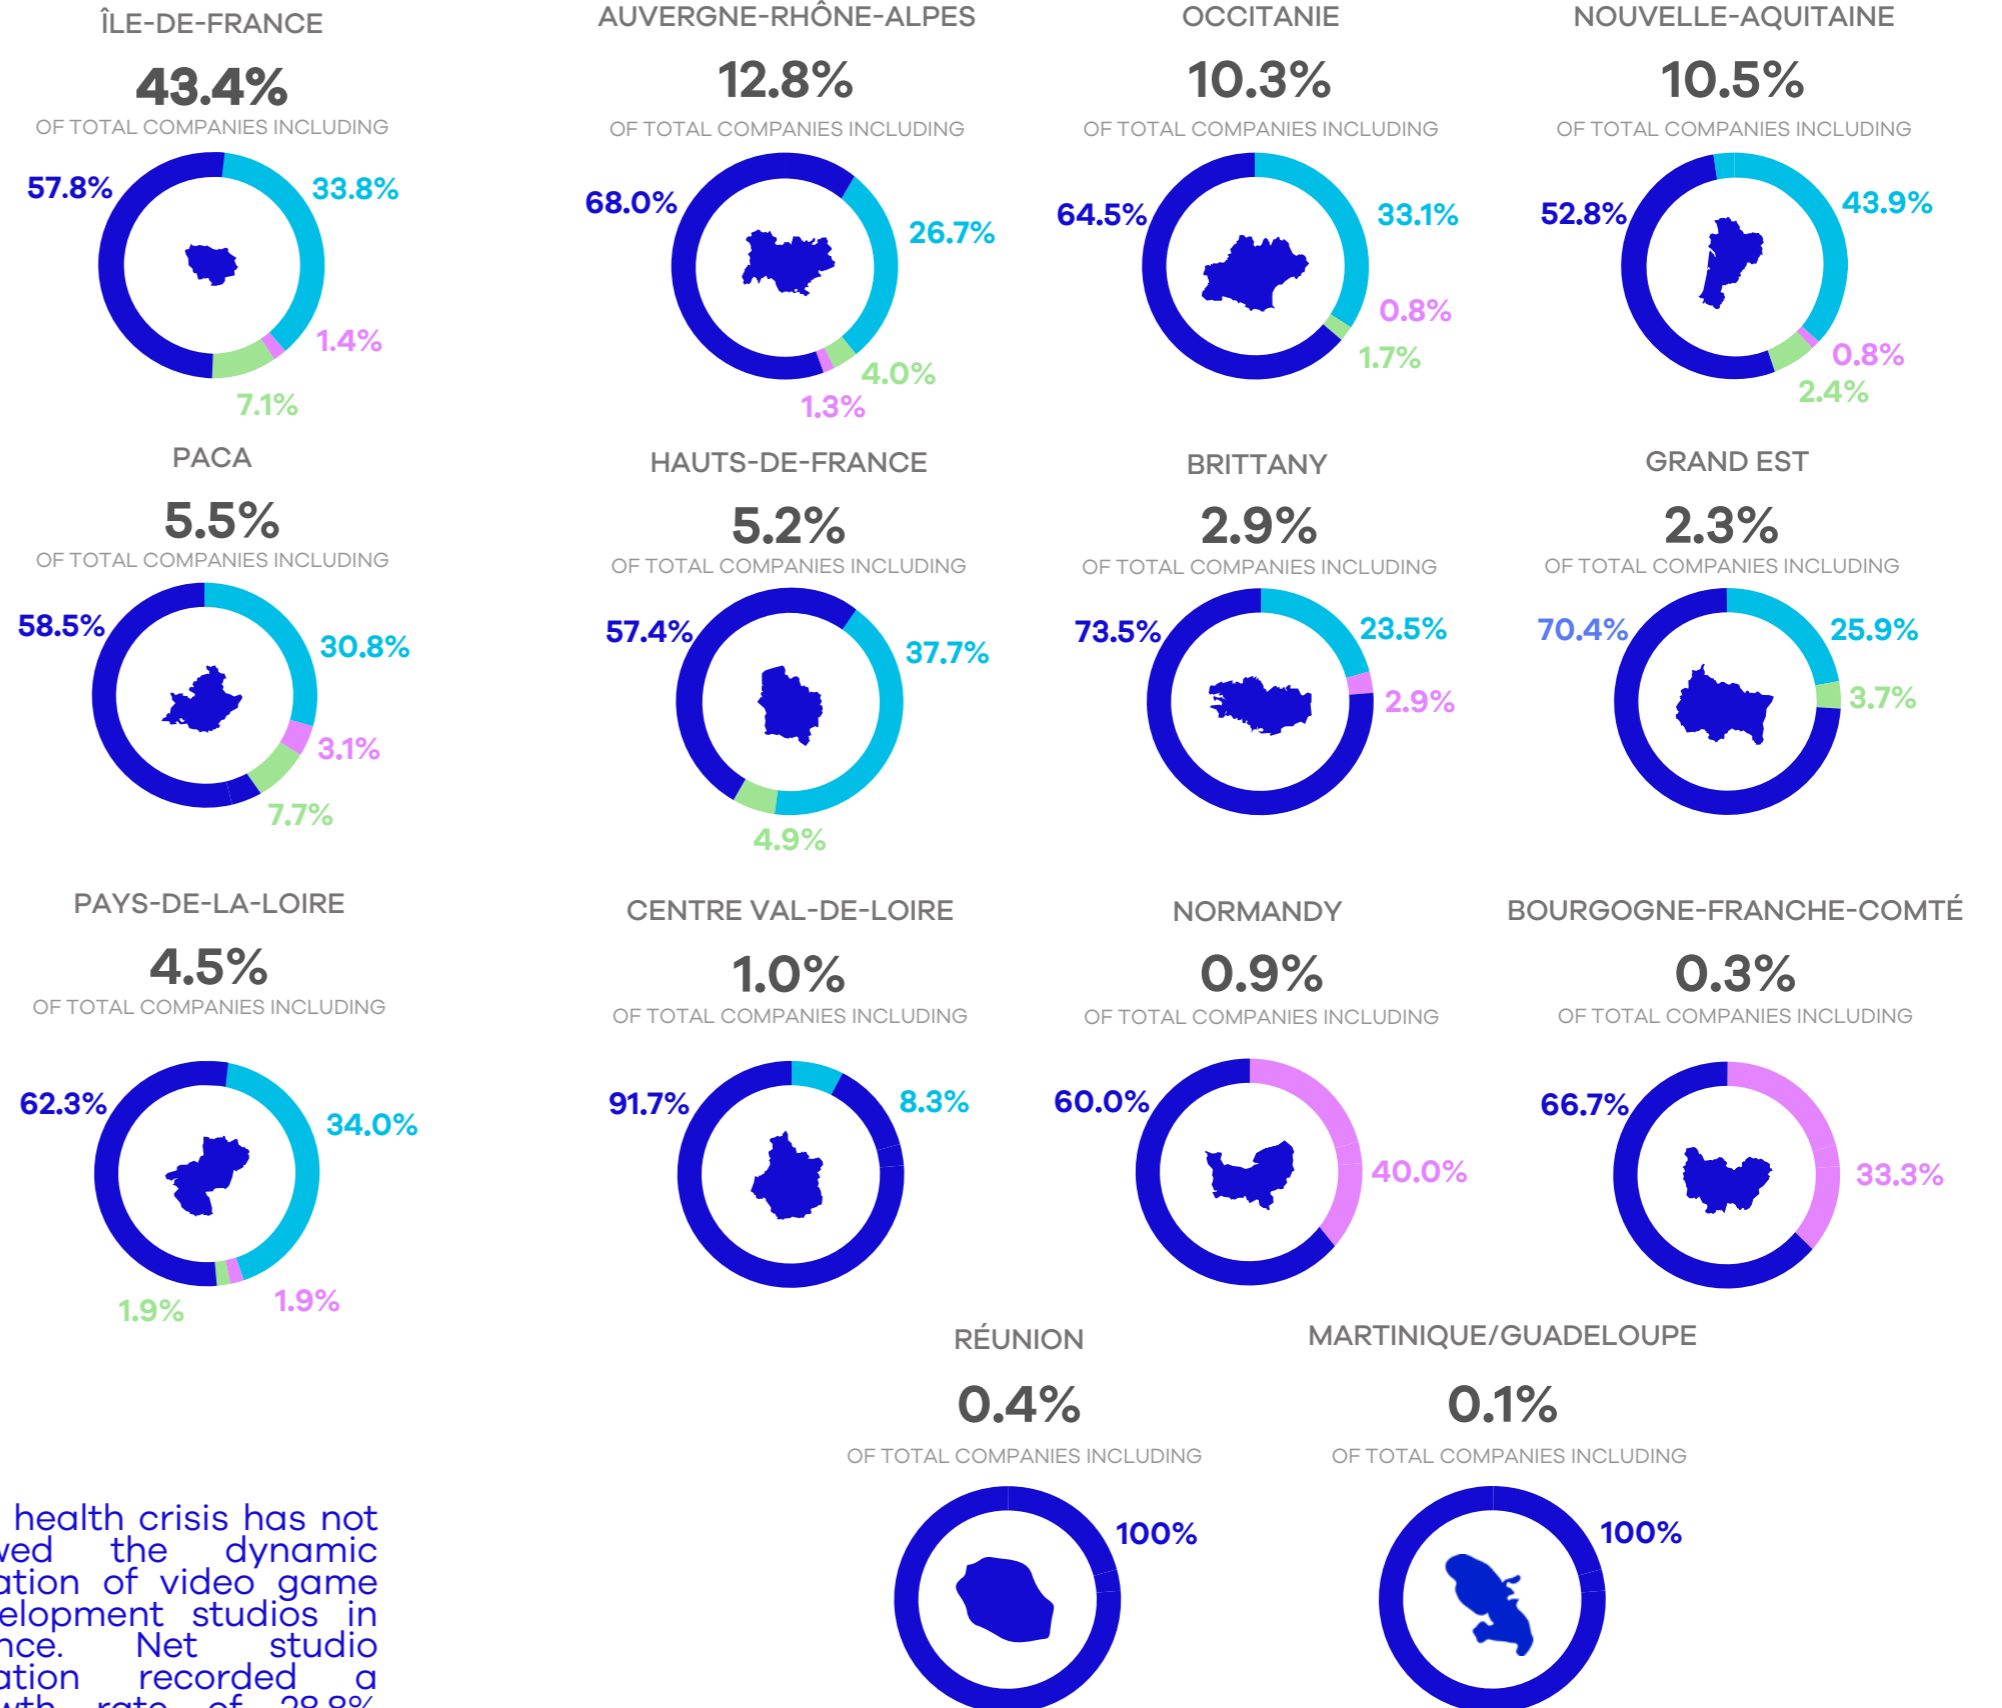 ÎLE-DE-FRANCE
43.4%
OF TOTAL COMPANIES INCLUDING
57.8%
33.8%
1.4%
7.1%
AUVERGNE-RHÔNE-ALPES
12.8%
OF TOTAL COMPANIES INCLUDING
68.0%
26.7%
4.0%
1.3%
OCCITANIE
10.3%
OF TOTAL COMPANIES INCLUDING
64.5%
33.1%
0.8%
1.7%
NOUVELLE-AQUITAINE
10.5%
OF TOTAL COMPANIES INCLUDING
52.8%
43.9%
0.8%
2.4%
PACA
5.5%
OF TOTAL COMPANIES INCLUDING
58.5%
30.8%
3.1%
7.7%
HAUTS-DE-FRANCE
5.2%
OF TOTAL COMPANIES INCLUDING
57.4%
37.7%
4.9%
BRITTANY
2.9%
OF TOTAL COMPANIES INCLUDING
73.5%
23.5%
2.9%
GRAND EST
2.3%
OF TOTAL COMPANIES INCLUDING
70.4%
25.9%
3.7%
PAYS-DE-LA-LOIRE
4.5%
OF TOTAL COMPANIES INCLUDING
62.3%
34.0%
1.9%
1.9%
CENTRE VAL-DE-LOIRE
1.0%
OF TOTAL COMPANIES INCLUDING
91.7%
8.3%
NORMANDY
0.9%
OF TOTAL COMPANIES INCLUDING
60.0%
40.0%
BOURGOGNE-FRANCHE-COMTÉ
0.3%
OF TOTAL COMPANIES INCLUDING
66.7%
33.3%
RÉUNION
0.4%
OF TOTAL COMPANIES INCLUDING
100%
MARTINIQUE/GUADELOUPE
0.1%
OF TOTAL COMPANIES INCLUDING
100%
health crisis has not
wed the dynamic
ation of video game
elopment studios in
nce. Net studio
ation recorded a
wth rate of 28.8%